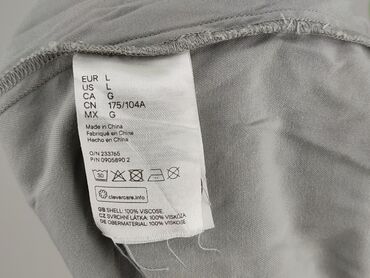 EUR L
US L
CA G
CN 175/104A
MX G
Made in China
Fabriqué en Chine
Hecho en China
O/N 233765
P/N 0905890 2
30
clevercare.info
GB SHELL: 100% VISCOSE.
CZ SVRCHNÍ LÁTKA: 100% VISKÓZA
DE OBERMATERIAL: 100% VISKOSE